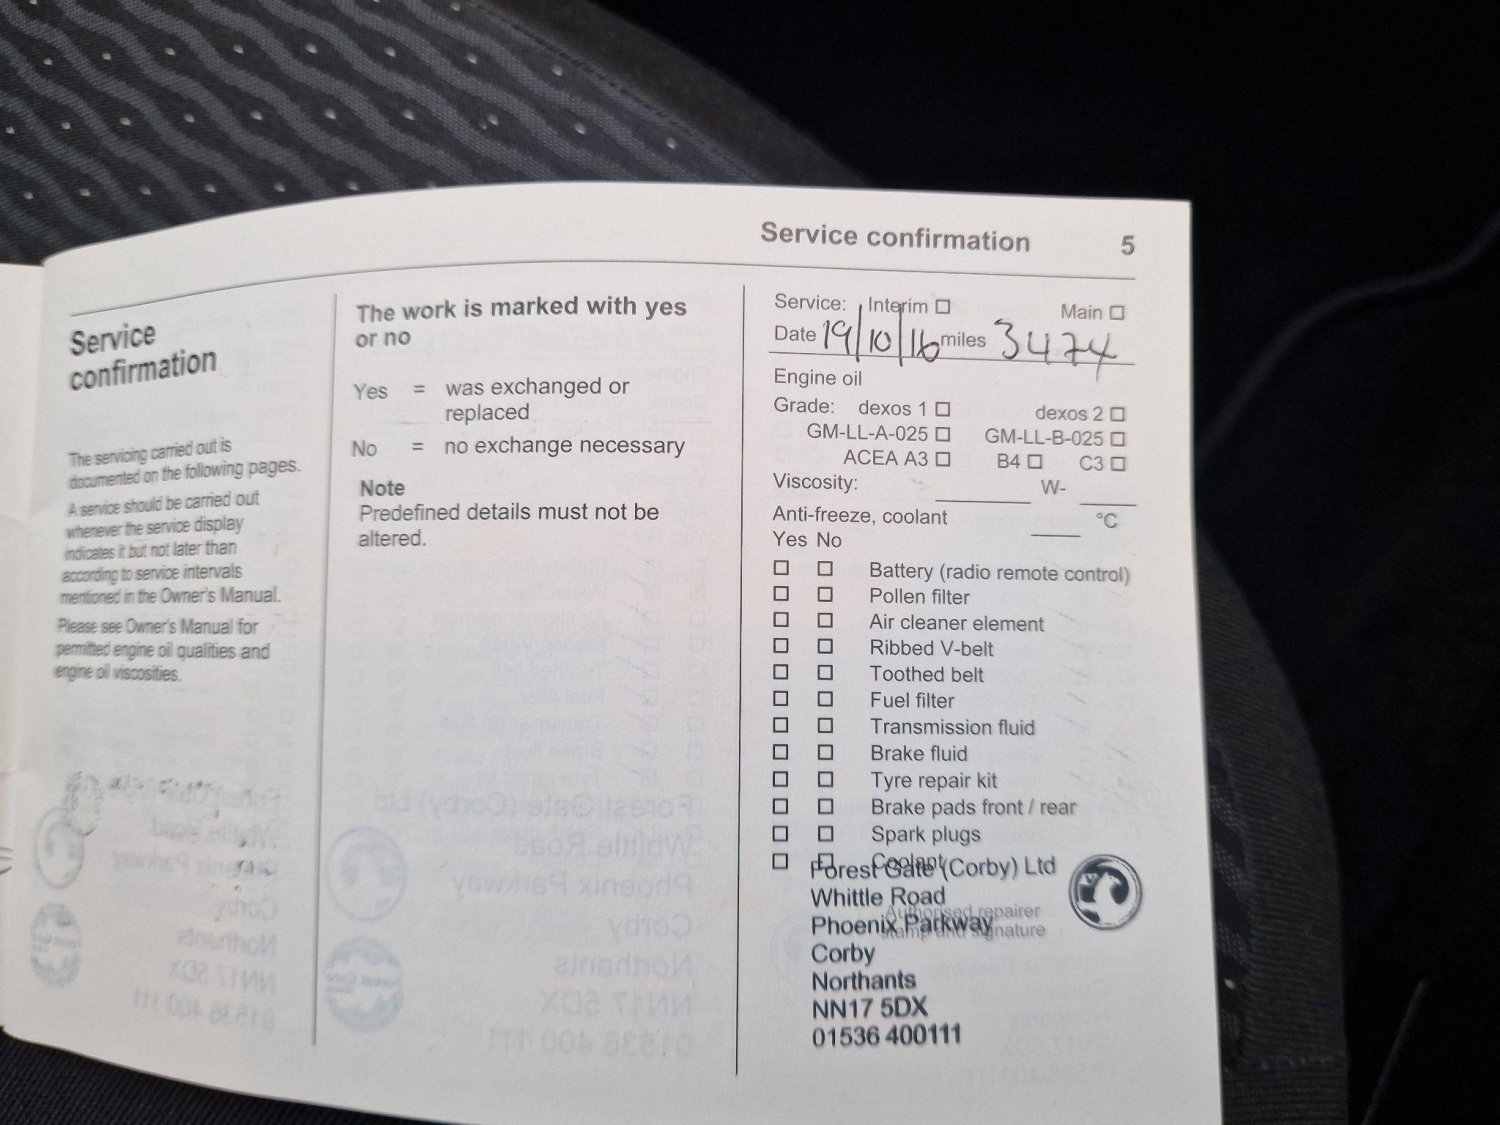 Service confirmation 5
Service
confirmation
The servicing carried out is
documented on the following pages.
A service should be carried out
whenever the service display
indicates it but not later than
according to service intervals
mentioned in the Owner's Manual.
Please see Owner's Manual for
permitted engine oil qualities and
engine oil viscosities.
The work is marked with yes
or no
Yes = was exchanged or
replaced
No = no exchange necessary
Note
Predefined details must not be
altered.
Service: Interim ☐ Main ☐
Date 19/10/16 miles 3474
Engine oil
Grade: dexos 1 ☐ dexos 2 ☐
GM-LL-A-025 ☐ GM-LL-B-025 ☐
ACEA A3 ☐ B4 ☐ C3 ☐
Viscosity: W-
Anti-freeze, coolant °C
Yes No
☐ ☐ Battery (radio remote control)
☐ ☐ Pollen filter
☐ ☐ Air cleaner element
☐ ☐ Ribbed V-belt
☐ ☐ Toothed belt
☐ ☐ Fuel filter
☐ ☐ Transmission fluid
☐ ☐ Brake fluid
☐ ☐ Tyre repair kit
☐ ☐ Brake pads front / rear
☐ ☐ Spark plugs
☐ ☐ Coolant
Forest Gate (Corby) Ltd
Whittle Road
Authorised repairer
Phoenix Parkway
stamp and signature
Corby
Northants
NN17 5DX
01536 400111